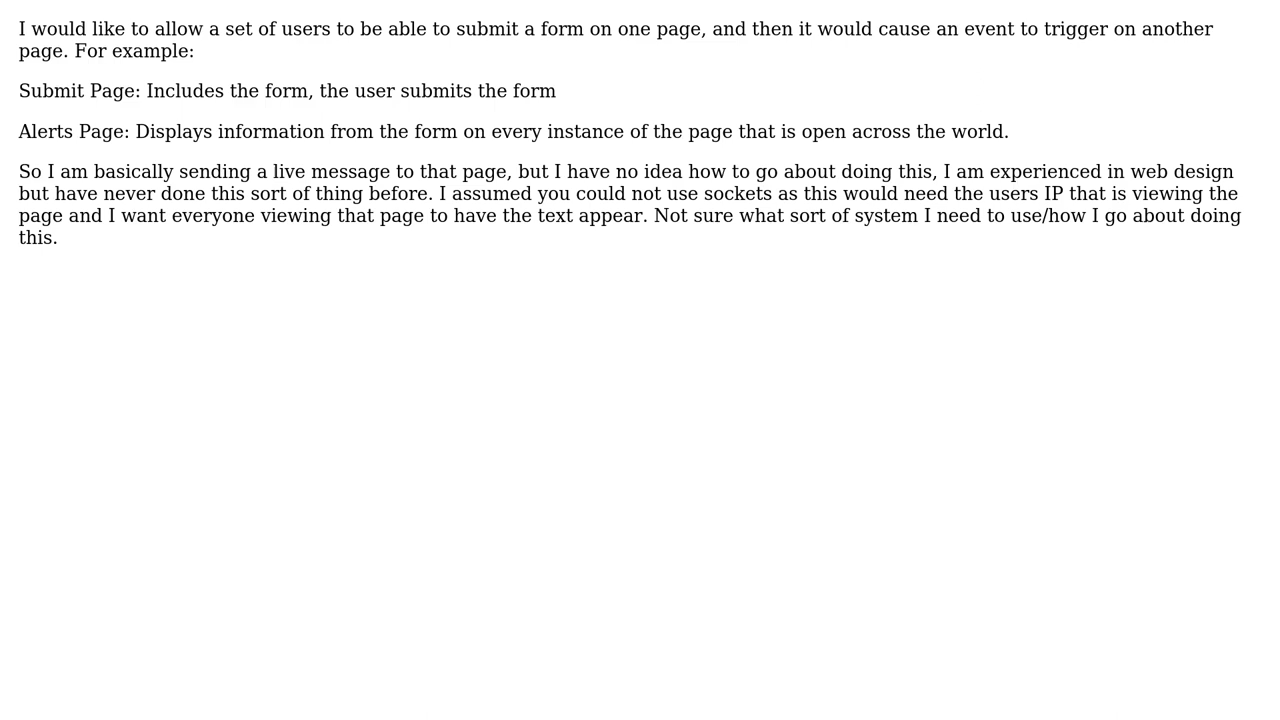 I would like to allow a set of users to be able to submit a form on one page, and then it would cause an event to trigger on another
page. For example:
Submit Page: Includes the form, the user submits the form
Alerts Page: Displays information from the form on every instance of the page that is open across the world.
So I am basically sending a live message to that page, but I have no idea how to go about doing this, I am experienced in web design
but have never done this sort of thing before. I assumed you could not use sockets as this would need the users IP that is viewing the
page and I want everyone viewing that page to have the text appear. Not sure what sort of system I need to use/how I go about doing
this.